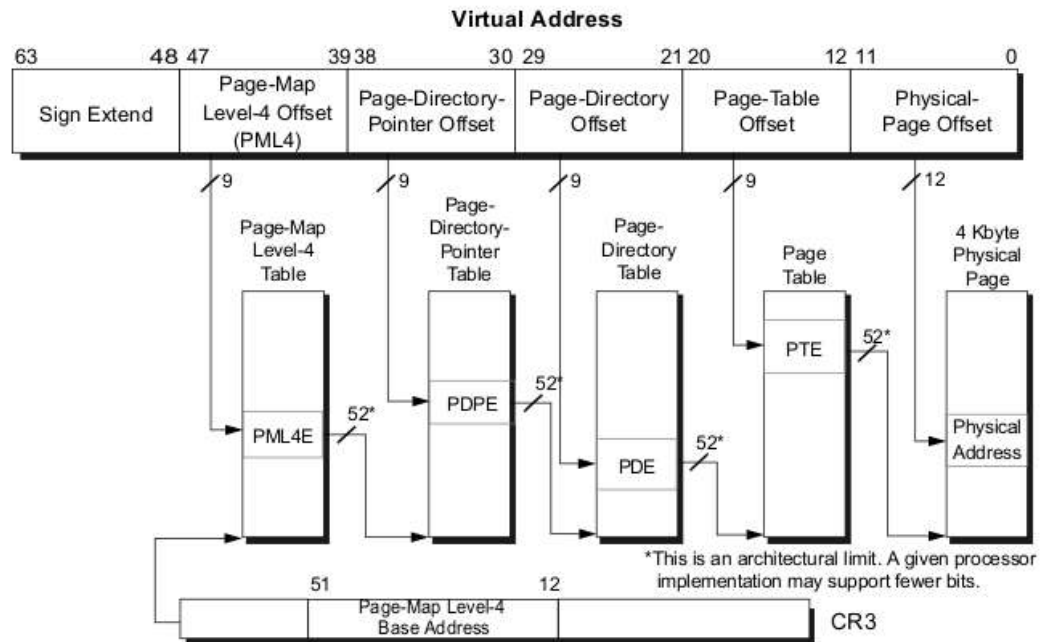 Virtual Address
63 48 47 39 38 30 29 21 20 12 11 0
Sign Extend
Page-Map
Level-4 Offset
(PML4)
Page-Directory-
Pointer Offset
Page-Directory
Offset
Page-Table
Offset
Physical-
Page Offset
9 9 9 9 12
Page-Map
Level-4
Table
Page-
Directory-
Pointer
Table
Page-
Directory
Table
Page
Table
4 Kbyte
Physical
Page
PML4E
52*
PDPE
52*
PDE
52*
PTE
52*
Physical
Address
*This is an architectural limit. A given processor
implementation may support fewer bits.
51 12
Page-Map Level-4
Base Address
CR3